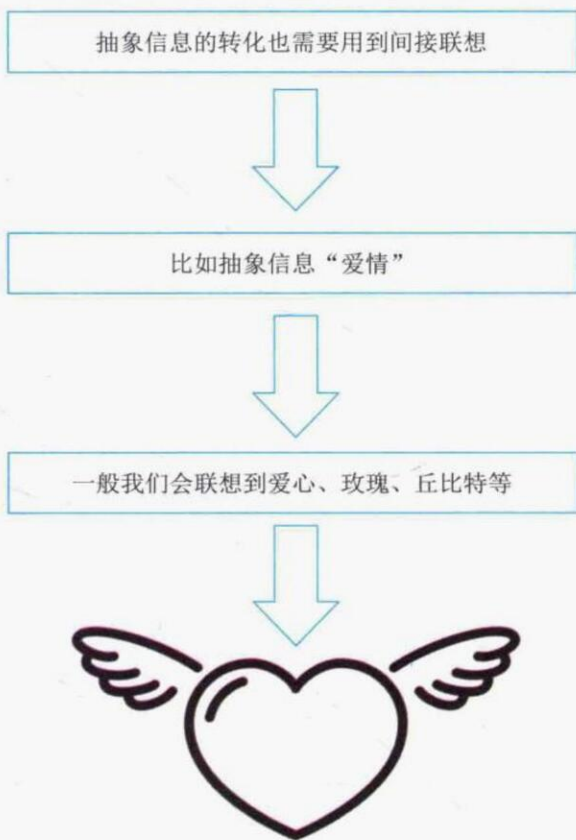 抽象信息的转化也需要用到间接联想
比如抽象信息“爱情”
一般我们会联想到爱心、玫瑰、丘比特等